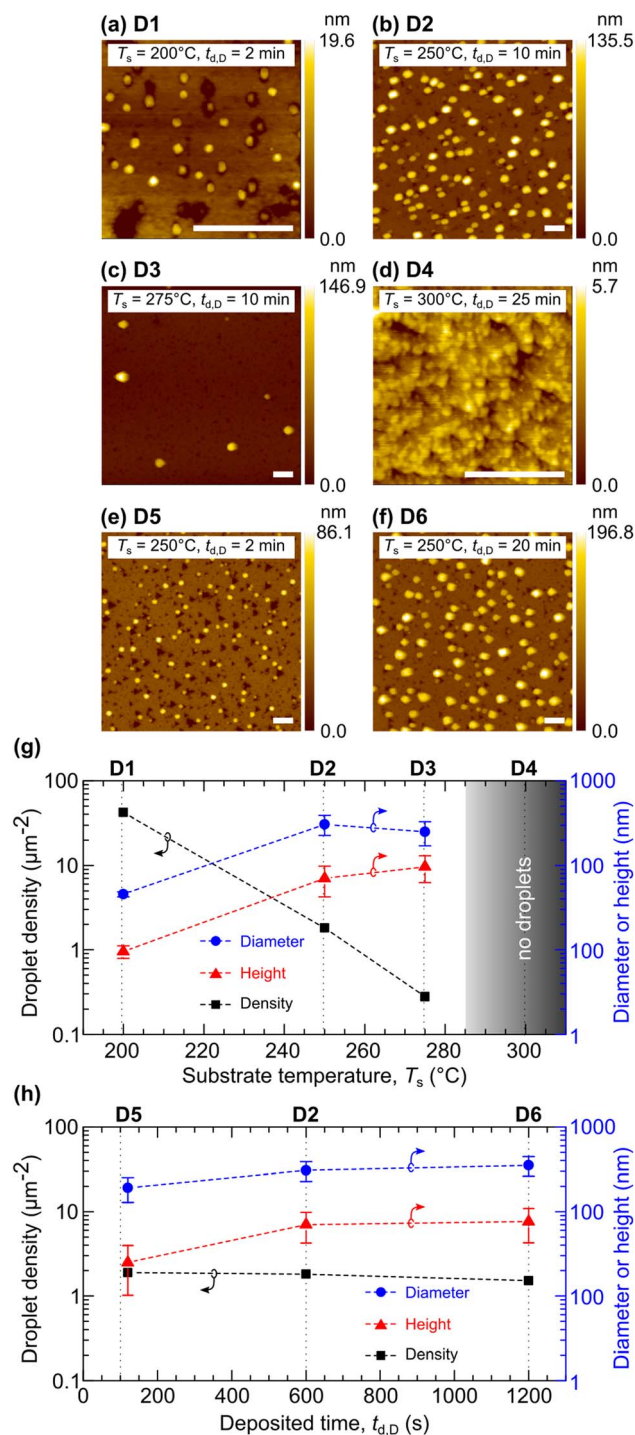 (a) D1
Ts = 200°C, td,D = 2 min
nm
19.6
0.0
(b) D2
Ts = 250°C, td,D = 10 min
nm
135.5
0.0
(c) D3
Ts = 275°C, td,D = 10 min
nm
146.9
0.0
(d) D4
Ts = 300°C, td,D = 25 min
nm
5.7
0.0
(e) D5
Ts = 250°C, td,D = 2 min
nm
86.1
0.0
(f) D6
Ts = 250°C, td,D = 20 min
nm
196.8
0.0
(g)
D1 D2 D3 D4
Droplet density (µm-2)
100
10
1
0.1
1000
100
10
1
Diameter or height (nm)
no droplets
Diameter
Height
Density
200 220 240 260 280 300
Substrate temperature, Ts (°C)
(h)
D5 D2 D6
Droplet density (µm-2)
100
10
1
0.1
1000
100
10
1
Diameter or height (nm)
Diameter
Height
Density
0 200 400 600 800 1000 1200
Deposited time, td,D (s)